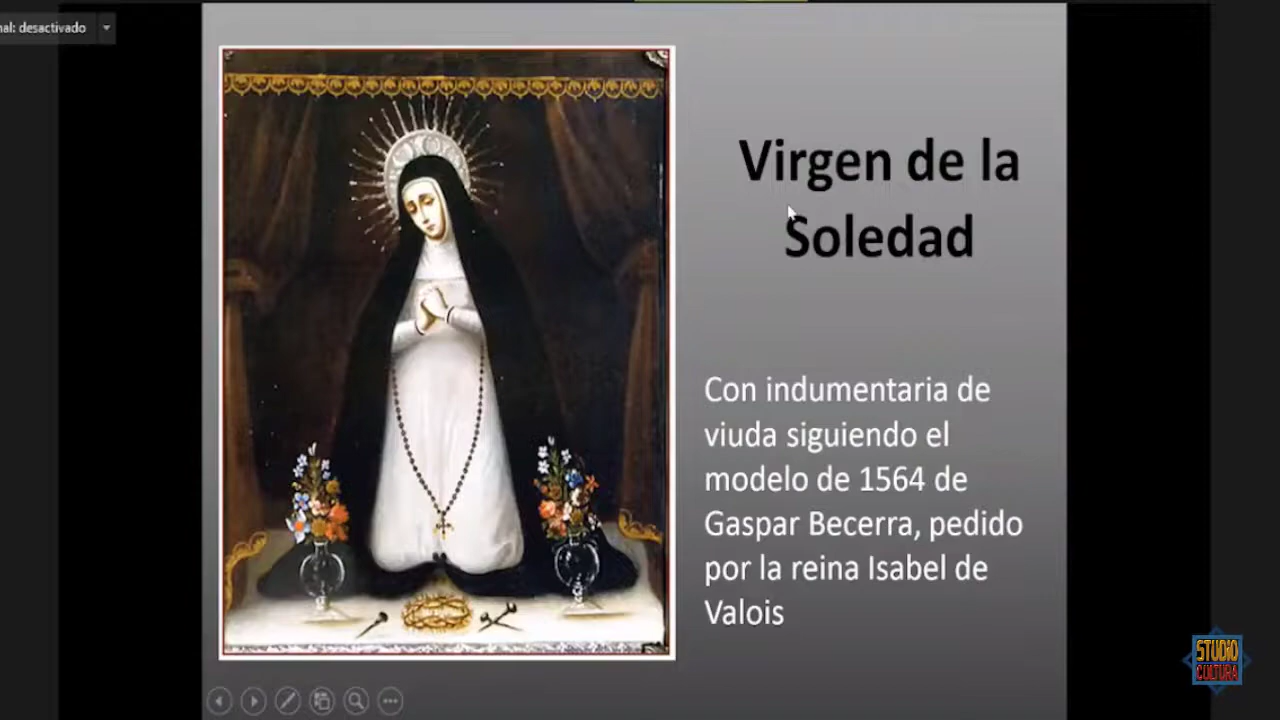 nal: desactivado
Virgen de la
Soledad
Con indumentaria de
viuda siguiendo el
modelo de 1564 de
Gaspar Becerra, pedido
por la reina Isabel de
Valois
STUDIO
CULTURA